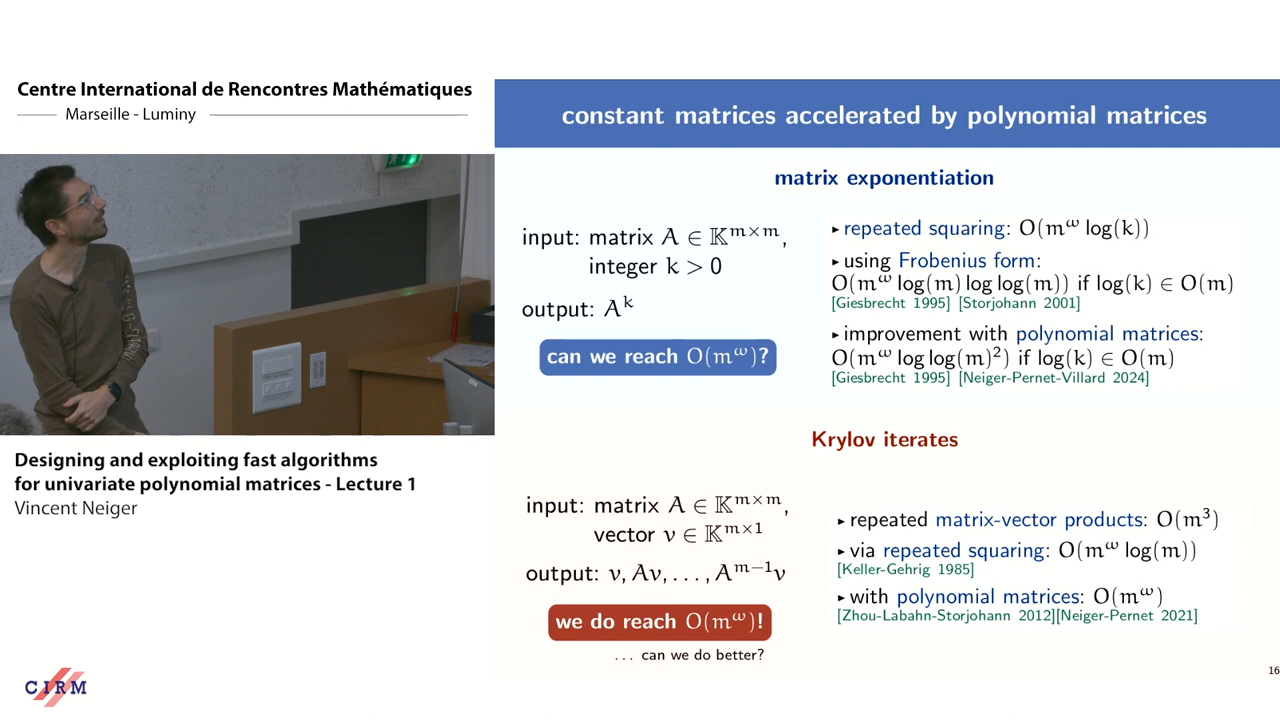 Centre International de Rencontres Mathématiques
Marseille - Luminy
Designing and exploiting fast algorithms
for univariate polynomial matrices - Lecture 1
Vincent Neiger
CIRM
constant matrices accelerated by polynomial matrices
matrix exponentiation
input: matrix A ∈ 𝕂^{m×m},
integer k > 0
output: A^k
can we reach O(m^ω)?
▸ repeated squaring: O(m^ω log(k))
▸ using Frobenius form:
O(m^ω log(m) log log(m)) if log(k) ∈ O(m)
[Giesbrecht 1995] [Storjohann 2001]
▸ improvement with polynomial matrices:
O(m^ω log log(m)^2) if log(k) ∈ O(m)
[Giesbrecht 1995] [Neiger-Pernet-Villard 2024]
Krylov iterates
input: matrix A ∈ 𝕂^{m×m},
vector v ∈ 𝕂^{m×1}
output: v, Av, . . . , A^{m−1}v
we do reach O(m^ω)!
. . . can we do better?
▸ repeated matrix-vector products: O(m^3)
▸ via repeated squaring: O(m^ω log(m))
[Keller-Gehrig 1985]
▸ with polynomial matrices: O(m^ω)
[Zhou-Labahn-Storjohann 2012][Neiger-Pernet 2021]
16